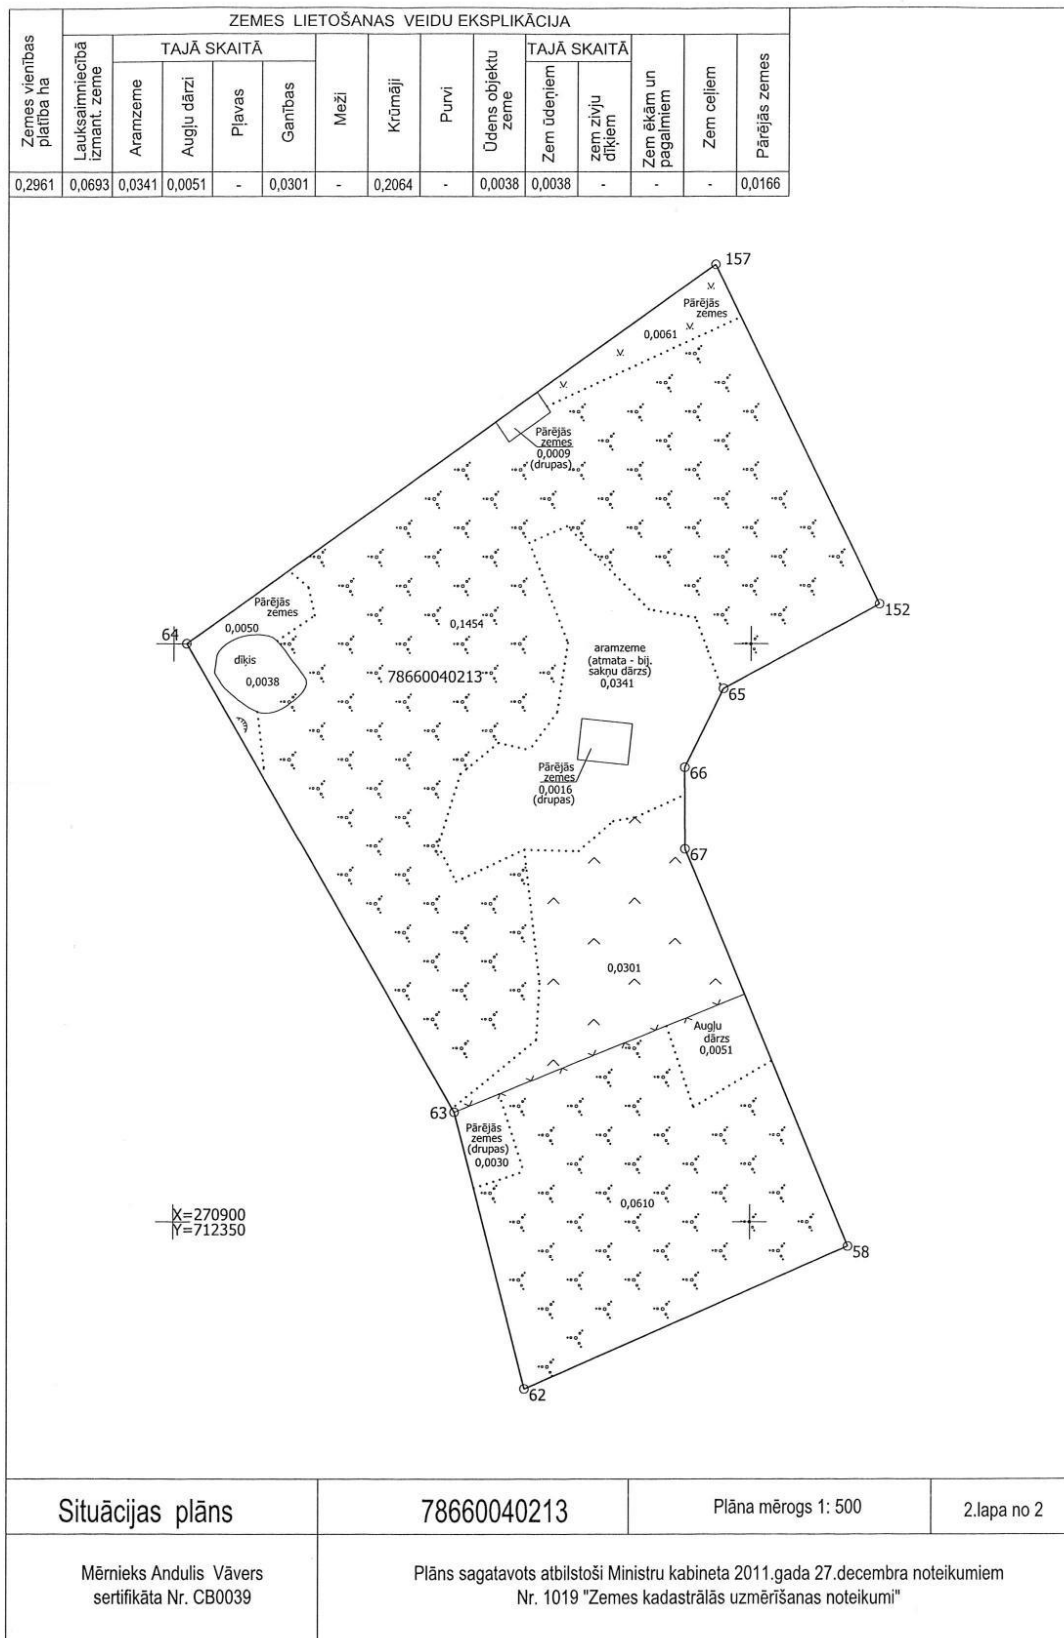 ZEMES LIETOŠANAS VEIDU EKSPLIKĀCIJA
Zemes vienības
platība ha
Lauksaimniecībā
izmant. zeme
TAJĀ SKAITĀ
Aramzeme
Augļu dārzi
Pļavas
Ganības
Meži
Krūmāji
Purvi
Ūdens objektu
zeme
TAJĀ SKAITĀ
Zem ūdeņiem
zem zivju
dīķiem
Zem ēkām un
pagalmiem
Zem ceļiem
Pārējās zemes
0,2961 0,0693 0,0341 0,0051 - 0,0301 - 0,2064 - 0,0038 0,0038 - - - 0,0166
157
Pārējās
zemes
0,0061
Pārējās
zemes
0,0009
(drupas)
152
Pārējās
zemes
0,0050
64
0,1454
dīķis
0,0038
78660040213
aramzeme
(atmata - bij.
sakņu dārzs)
0,0341
65
66
Pārējās
zemes
0,0016
(drupas)
67
0,0301
Augļu
dārzs
0,0051
63
Pārējās
zemes
(drupas)
0,0030
0,0610
X=270900
Y=712350
58
62
Situācijas plāns
78660040213
Plāna mērogs 1: 500
2.lapa no 2
Mērnieks Andulis Vāvers
sertifikāta Nr. CB0039
Plāns sagatavots atbilstoši Ministru kabineta 2011.gada 27.decembra noteikumiem
Nr. 1019 "Zemes kadastrālās uzmērīšanas noteikumi"